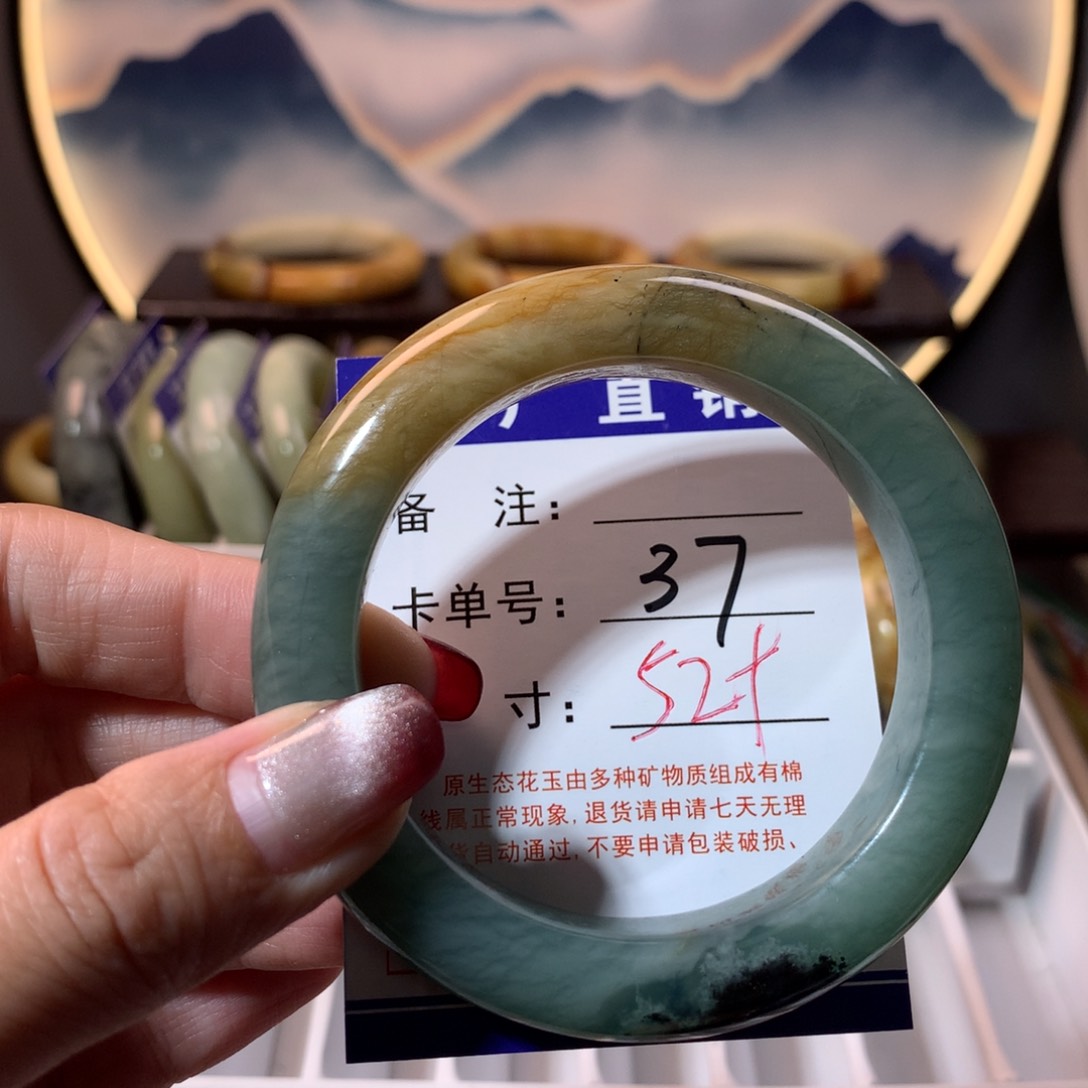 直销
备 注：
卡单号： 37
寸： 52+
原生态花玉由多种矿物质组成有棉
线属正常现象，退货请申请七天无理
货自动通过，不要申请包装破损、